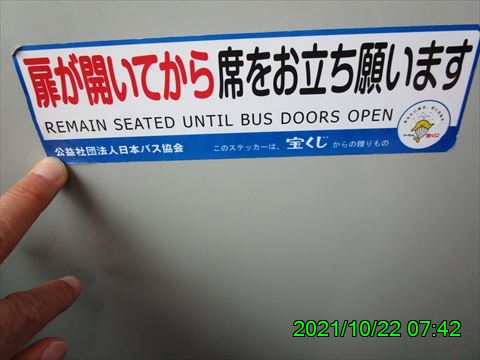 扉が開いてから席をお立ち願います
REMAIN SEATED UNTIL BUS DOORS OPEN
公益社団法人日本バス協会 このステッカーは、宝くじからの贈りもの
宝くじ
2021/10/22 07:42